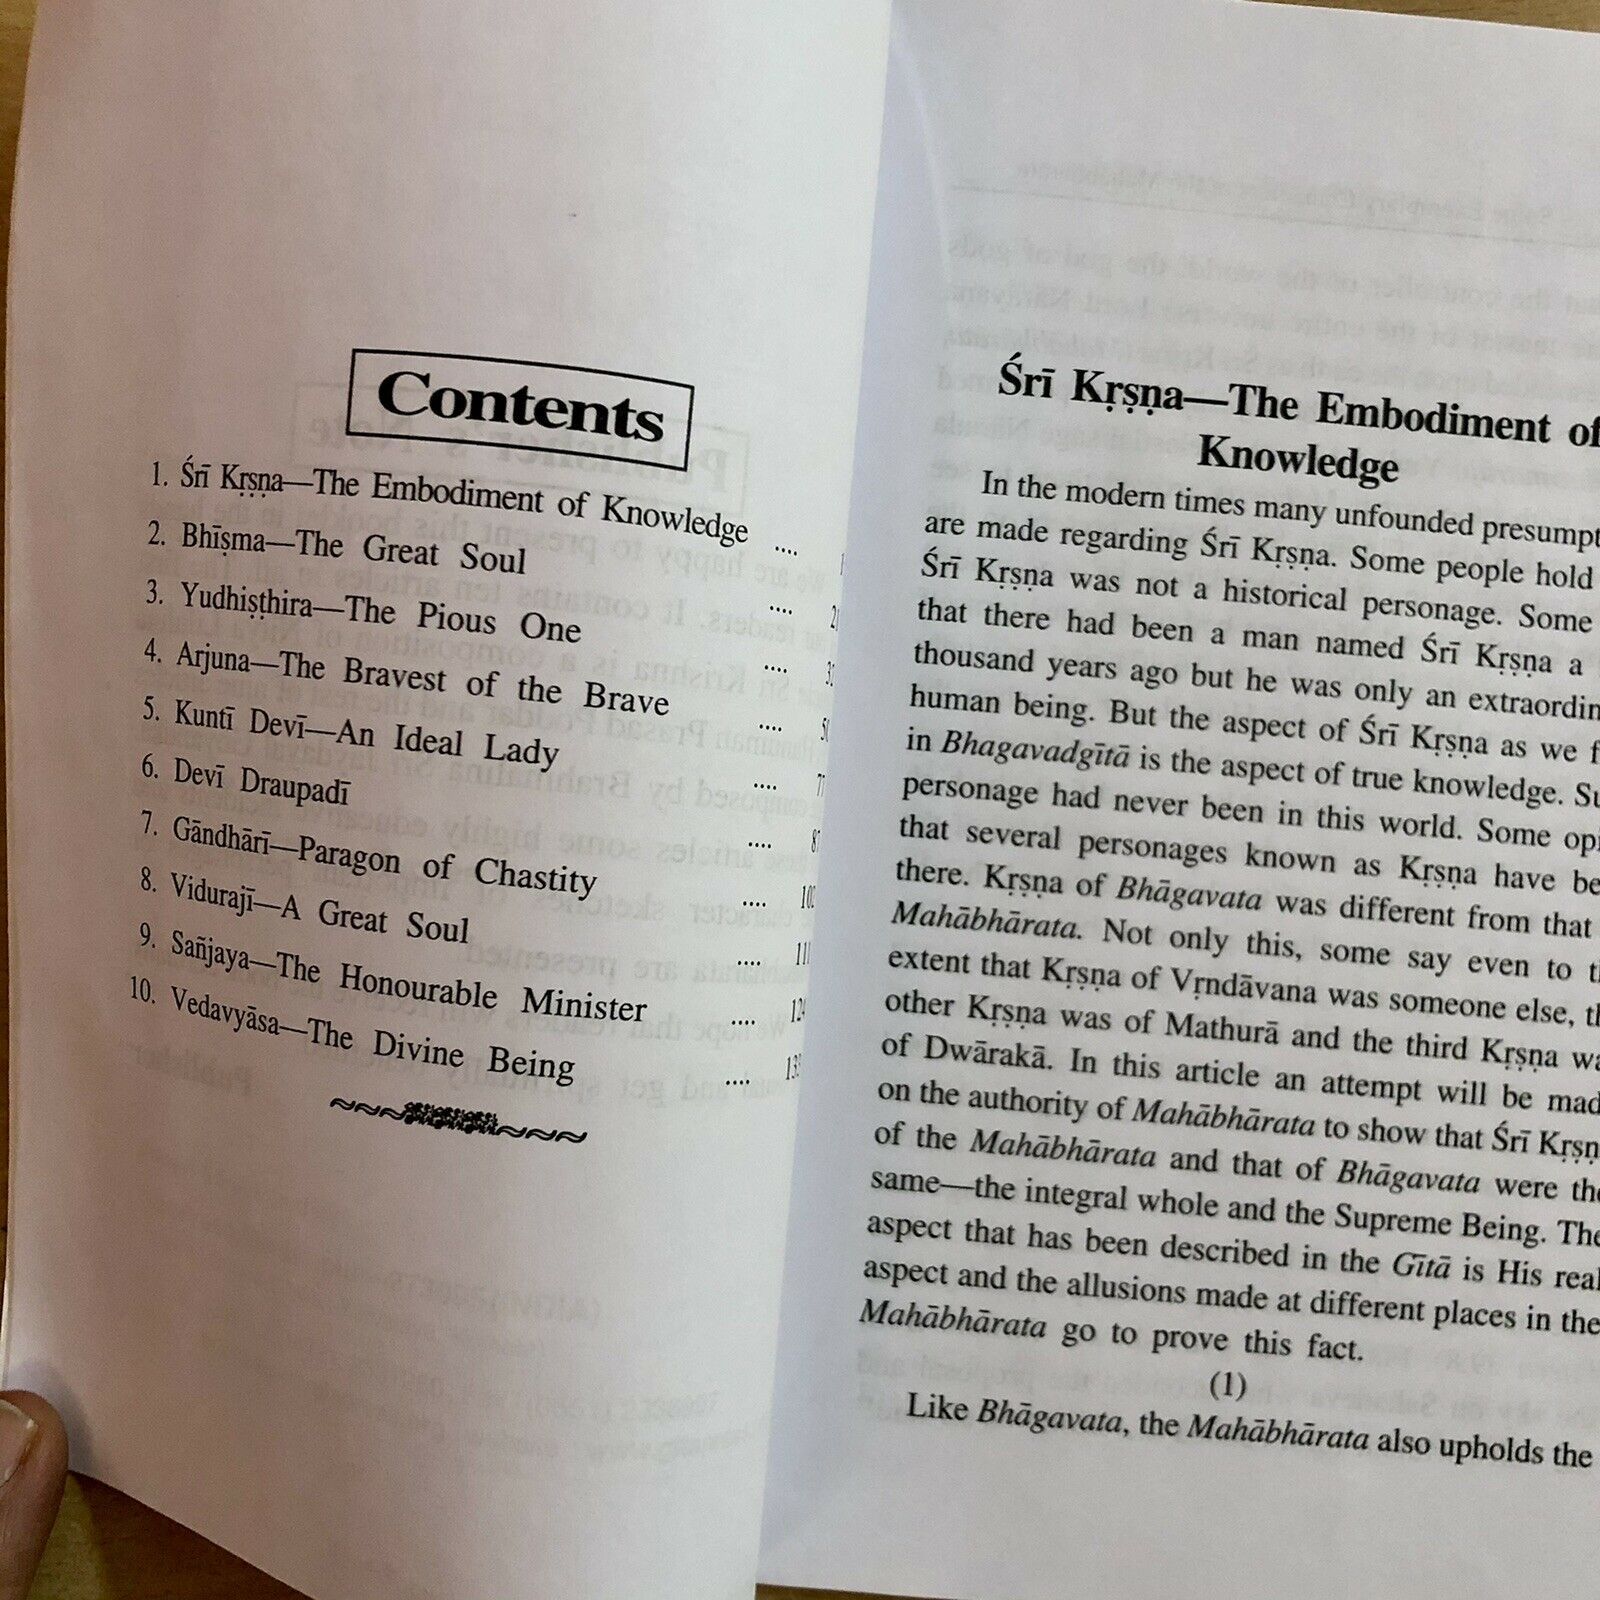 Contents
1. Śrī Kṛṣṇa—The Embodiment of Knowledge ....
2. Bhīṣma—The Great Soul .... 
3. Yudhiṣṭhira—The Pious One ....
4. Arjuna—The Bravest of the Brave ....
5. Kuntī Devī—An Ideal Lady ....
6. Devī Draupadī ....
7. Gāndhārī—Paragon of Chastity ....
8. Vidurajī—A Great Soul ....
9. Sañjaya—The Honourable Minister .... 124
10. Vedavyāsa—The Divine Being .... 133
Śrī Kṛṣṇa—The Embodiment of
Knowledge
In the modern times many unfounded presumpt
are made regarding Śrī Kṛṣṇa. Some people hold
Śrī Kṛṣṇa was not a historical personage. Some
that there had been a man named Śrī Kṛṣṇa a
thousand years ago but he was only an extraordin
human being. But the aspect of Śrī Kṛṣṇa as we f
in Bhagavadgītā is the aspect of true knowledge. Su
personage had never been in this world. Some opi
that several personages known as Kṛṣṇa have be
there. Kṛṣṇa of Bhāgavata was different from that
Mahābhārata. Not only this, some say even to t
extent that Kṛṣṇa of Vṛndāvana was someone else, th
other Kṛṣṇa was of Mathurā and the third Kṛṣṇa wa
of Dwārakā. In this article an attempt will be mad
on the authority of Mahābhārata to show that Śrī Kṛṣṇ
of the Mahābhārata and that of Bhāgavata were the
same—the integral whole and the Supreme Being. The
aspect that has been described in the Gītā is His real
aspect and the allusions made at different places in the
Mahābhārata go to prove this fact.
(1)
Like Bhāgavata, the Mahābhārata also upholds the